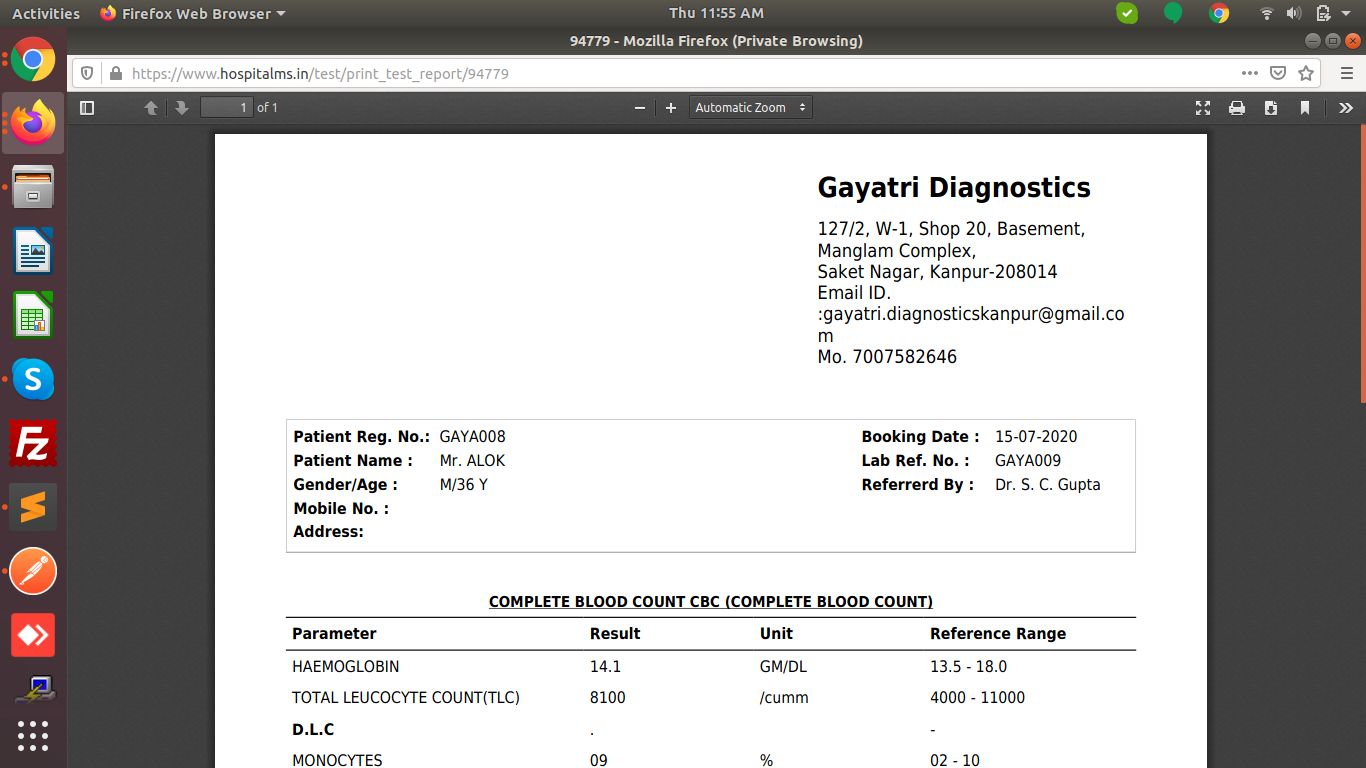 Activities Firefox Web Browser Thu 11:55 AM
94779 - Mozilla Firefox (Private Browsing)
https://www.hospitalms.in/test/print_test_report/94779
1 of 1 Automatic Zoom
Gayatri Diagnostics
127/2, W-1, Shop 20, Basement,
Manglam Complex,
Saket Nagar, Kanpur-208014
Email ID.
:gayatri.diagnosticskanpur@gmail.co
m
Mo. 7007582646
Patient Reg. No.: GAYA008 Booking Date : 15-07-2020
Patient Name : Mr. ALOK Lab Ref. No. : GAYA009
Gender/Age : M/36 Y Referrerd By : Dr. S. C. Gupta
Mobile No. :
Address:
COMPLETE BLOOD COUNT CBC (COMPLETE BLOOD COUNT)
Parameter Result Unit Reference Range
HAEMOGLOBIN 14.1 GM/DL 13.5 - 18.0
TOTAL LEUCOCYTE COUNT(TLC) 8100 /cumm 4000 - 11000
D.L.C . -
MONOCYTES 09 % 02 - 10